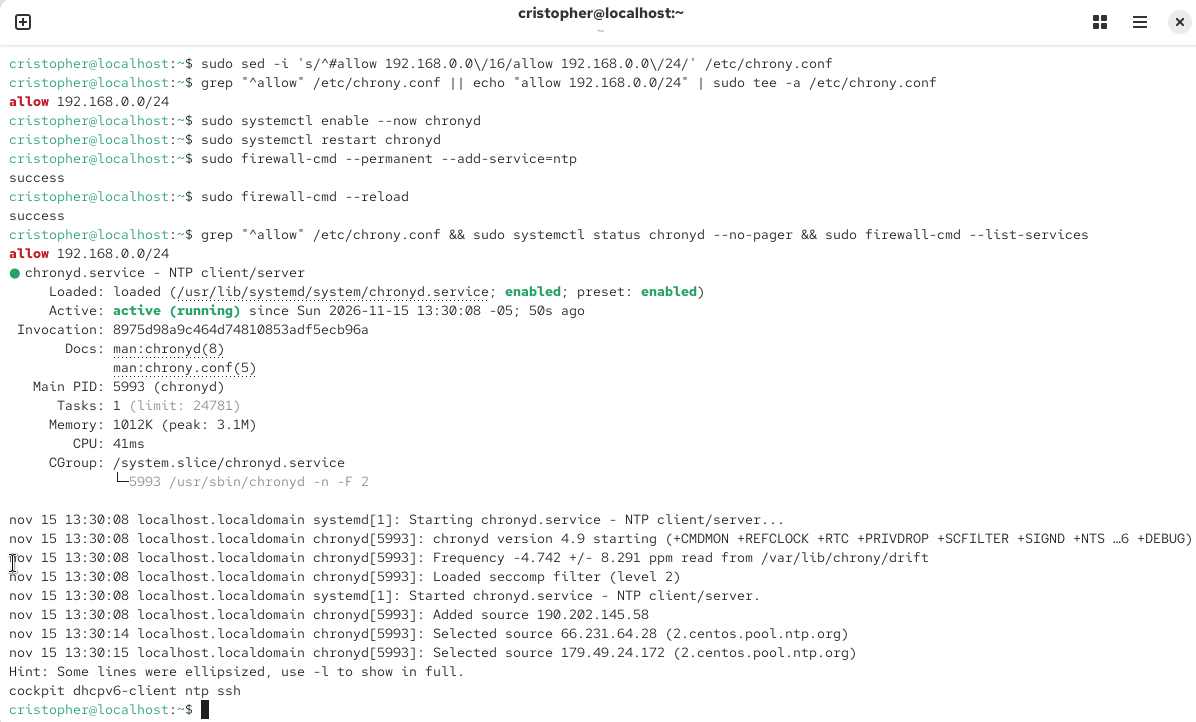 cristopher@localhost:~
~
cristopher@localhost:~$ sudo sed -i 's/^#allow 192.168.0.0\/16/allow 192.168.0.0\/24/' /etc/chrony.conf
cristopher@localhost:~$ grep "^allow" /etc/chrony.conf || echo "allow 192.168.0.0/24" | sudo tee -a /etc/chrony.conf
allow 192.168.0.0/24
cristopher@localhost:~$ sudo systemctl enable --now chronyd
cristopher@localhost:~$ sudo systemctl restart chronyd
cristopher@localhost:~$ sudo firewall-cmd --permanent --add-service=ntp
success
cristopher@localhost:~$ sudo firewall-cmd --reload
success
cristopher@localhost:~$ grep "^allow" /etc/chrony.conf && sudo systemctl status chronyd --no-pager && sudo firewall-cmd --list-services
allow 192.168.0.0/24
● chronyd.service - NTP client/server
     Loaded: loaded (/usr/lib/systemd/system/chronyd.service; enabled; preset: enabled)
     Active: active (running) since Sun 2026-11-15 13:30:08 -05; 50s ago
 Invocation: 8975d98a9c464d74810853adf5ecb96a
       Docs: man:chronyd(8)
             man:chrony.conf(5)
   Main PID: 5993 (chronyd)
      Tasks: 1 (limit: 24781)
     Memory: 1012K (peak: 3.1M)
        CPU: 41ms
     CGroup: /system.slice/chronyd.service
             └─5993 /usr/sbin/chronyd -n -F 2
nov 15 13:30:08 localhost.localdomain systemd[1]: Starting chronyd.service - NTP client/server...
nov 15 13:30:08 localhost.localdomain chronyd[5993]: chronyd version 4.9 starting (+CMDMON +REFCLOCK +RTC +PRIVDROP +SCFILTER +SIGND +NTS …6 +DEBUG)
nov 15 13:30:08 localhost.localdomain chronyd[5993]: Frequency -4.742 +/- 8.291 ppm read from /var/lib/chrony/drift
nov 15 13:30:08 localhost.localdomain chronyd[5993]: Loaded seccomp filter (level 2)
nov 15 13:30:08 localhost.localdomain systemd[1]: Started chronyd.service - NTP client/server.
nov 15 13:30:08 localhost.localdomain chronyd[5993]: Added source 190.202.145.58
nov 15 13:30:14 localhost.localdomain chronyd[5993]: Selected source 66.231.64.28 (2.centos.pool.ntp.org)
nov 15 13:30:15 localhost.localdomain chronyd[5993]: Selected source 179.49.24.172 (2.centos.pool.ntp.org)
Hint: Some lines were ellipsized, use -l to show in full.
cockpit dhcpv6-client ntp ssh
cristopher@localhost:~$